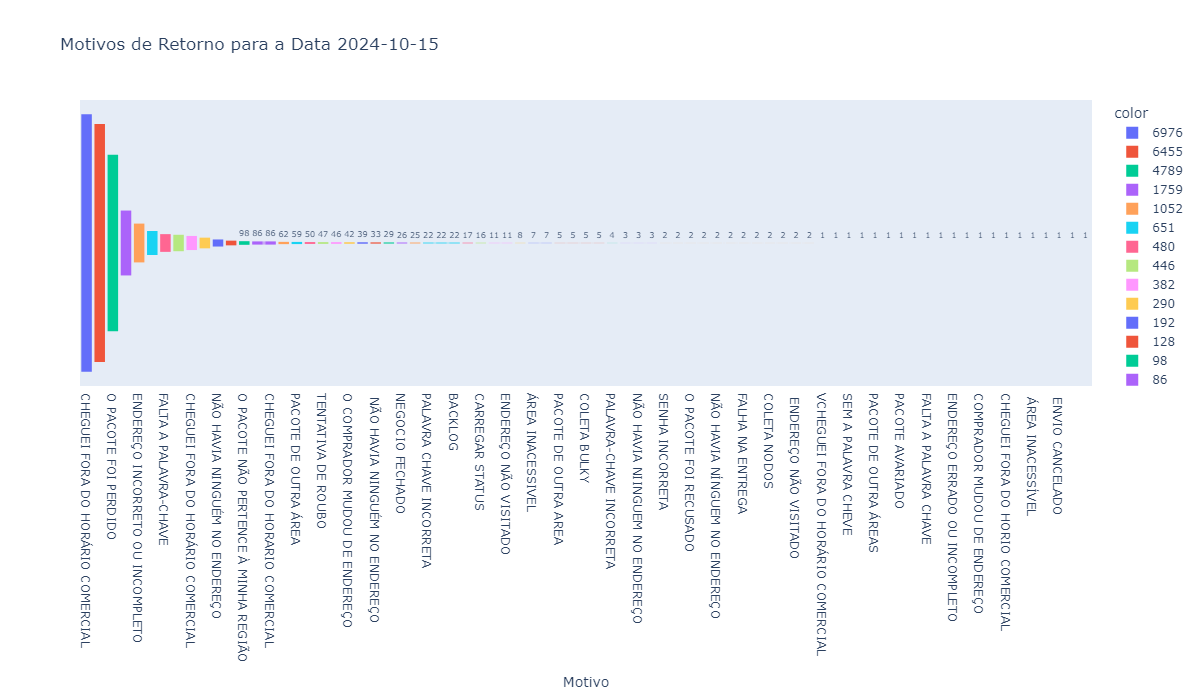 Motivos de Retorno para a Data 2024-10-15
98 86 86 62 59 50 47 46 42 39 33 29 26 25 22 22 22 17 16 11 11 8 7 7 5 5 5 5 4 3 3 3 2 2 2 2 2 2 2 2 2 2 2 2 1 1 1 1 1 1 1 1 1 1 1 1 1 1 1 1 1 1 1 1 1
color
6976
6455
4789
1759
1052
651
480
446
382
290
192
128
98
86
CHEGUEI FORA DO HORÁRIO COMERCIAL
O PACOTE FOI PERDIDO
ENDEREÇO INCORRETO OU INCOMPLETO
FALTA A PALAVRA-CHAVE
CHEGUEI FORA DO HORÁRIO COMERCIAL
NÃO HAVIA NINGUÉM NO ENDEREÇO
O PACOTE NÃO PERTENCE À MINHA REGIÃO
CHEGUEI FORA DO HORARIO COMERCIAL
PACOTE DE OUTRA ÁREA
TENTATIVA DE ROUBO
O COMPRADOR MUDOU DE ENDEREÇO
NÃO HAVIA NINGUÉM NO ENDEREÇO
NEGOCIO FECHADO
PALAVRA CHAVE INCORRETA
BACKLOG
CARREGAR STATUS
ENDEREÇO NÃO VISITADO
ÁREA INACESSIVEL
PACOTE DE OUTRA AREA
COLETA BULKY
PALAVRA-CHAVE INCORRETA
NÃO HAVIA NINGUEM NO ENDEREÇO
SENHA INCORRETA
O PACOTE FOI RECUSADO
NÃO HAVIA NÍNGUEM NO ENDEREÇO
FALHA NA ENTREGA
COLETA NODOS
ENDEREÇO NÃO VISITADO
VCHEGUEI FORA DO HORÁRIO COMERCIAL
SEM A PALAVRA CHEVE
PACOTE DE OUTRA ÁREAS
PACOTE AVARIADO
FALTA A PALAVRA CHAVE
ENDEREÇO ERRADO OU INCOMPLETO
COMPRADOR MUDOU DE ENDEREÇO
CHEGUEI FORA DO HORIO COMERCIAL
ÁREA INACESSÍVEL
ENVIO CANCELADO
Motivo